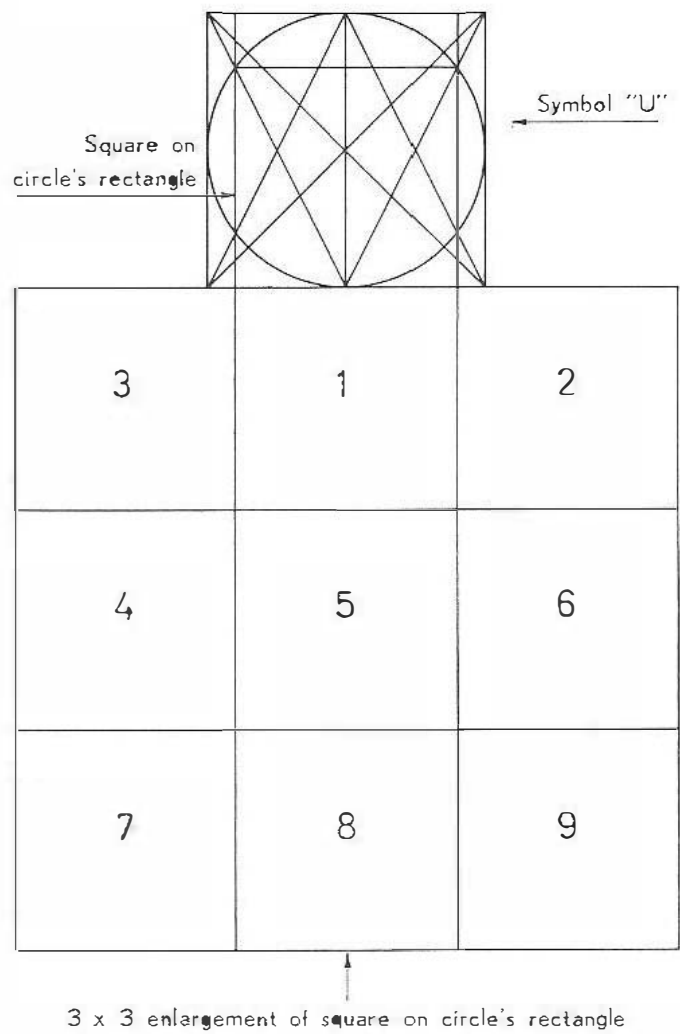 Symbol "U"
Square on
circle's rectangle
3 1 2
4 5 6
7 8 9
3 x 3 enlargement of square on circle's rectangle